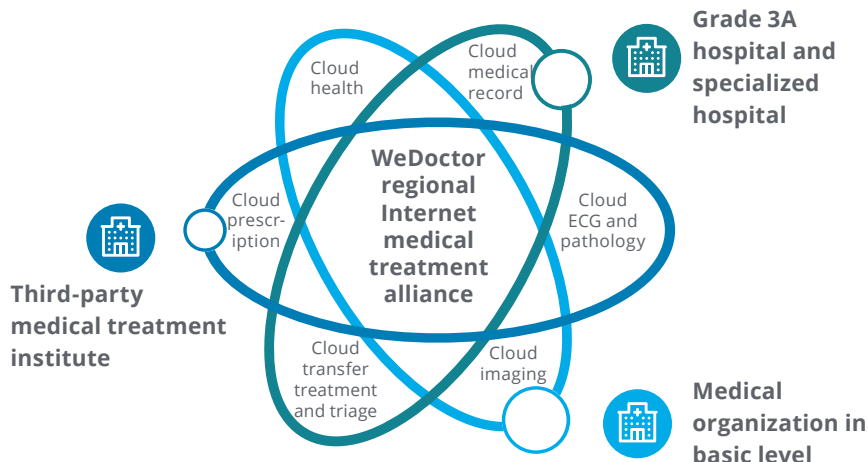 Grade 3A
hospital and
specialized
hospital
Cloud
health
Cloud
medical
record
WeDoctor
regional
Internet
medical
treatment
alliance
Cloud
prescr-
iption
Cloud
ECG and
pathology
Third-party
medical treatment
institute
Cloud
transfer
treatment
and triage
Cloud
imaging
Medical
organization in
basic level